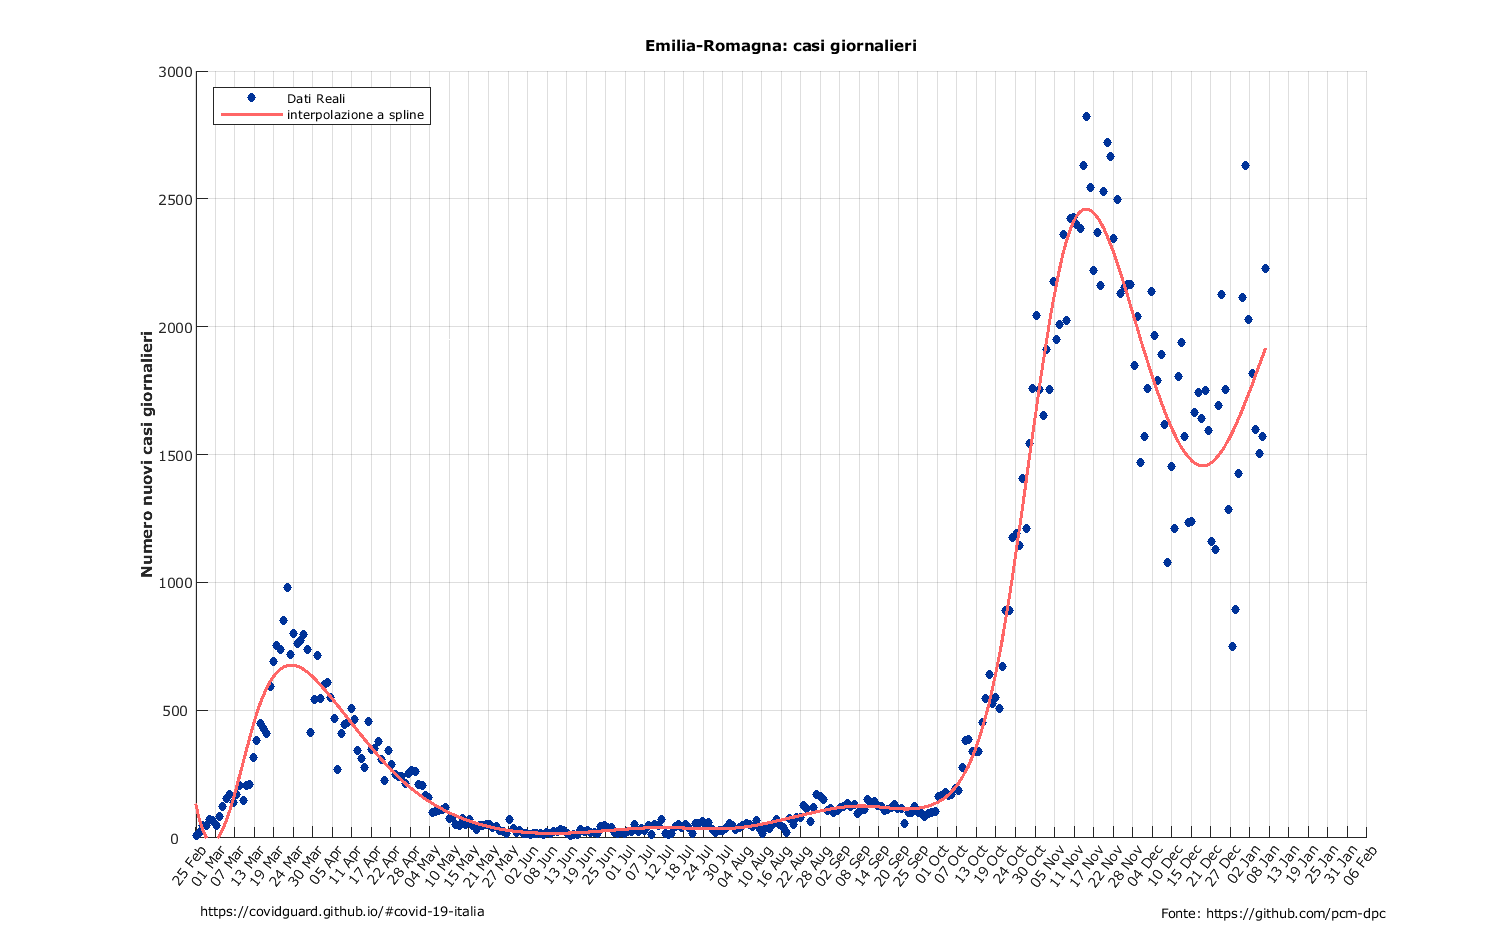 Emilia-Romagna: casi giornalieri
Dati Reali
interpolazione a spline
Numero nuovi casi giornalieri
3000
2500
2000
1500
1000
500
0
25 Feb
01 Mar
07 Mar
13 Mar
19 Mar
24 Mar
30 Mar
05 Apr
11 Apr
17 Apr
22 Apr
28 Apr
04 May
10 May
15 May
21 May
27 May
02 Jun
08 Jun
13 Jun
19 Jun
25 Jun
01 Jul
07 Jul
12 Jul
18 Jul
24 Jul
30 Jul
04 Aug
10 Aug
16 Aug
22 Aug
28 Aug
02 Sep
08 Sep
14 Sep
20 Sep
25 Sep
01 Oct
07 Oct
13 Oct
19 Oct
24 Oct
30 Oct
05 Nov
11 Nov
17 Nov
22 Nov
28 Nov
04 Dec
10 Dec
15 Dec
21 Dec
27 Dec
02 Jan
08 Jan
13 Jan
19 Jan
25 Jan
31 Jan
06 Feb
https://covidguard.github.io/#covid-19-italia
Fonte: https://github.com/pcm-dpc